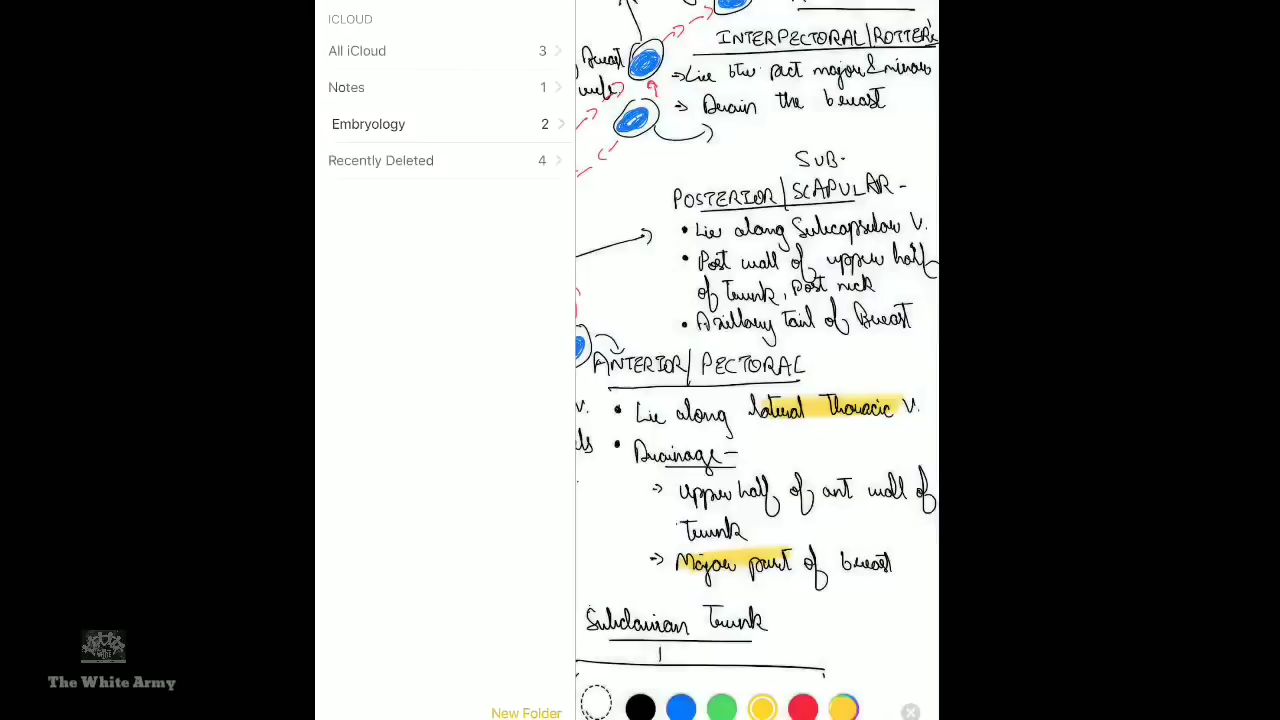 ICLOUD
All iCloud 3
Notes 1
Embryology 2
Recently Deleted 4
New Folder
Breast
INTERPECTORAL/ROTTER'S
⇒ Lie btw pect major & minor
⇒ Drain the breast
SUB-
POSTERIOR/SCAPULAR -
• Lie along Subcapsular V.
• Post wall of upper half
of Trunk, Post neck
• Axillary Tail of Breast
ANTERIOR/PECTORAL
v. • Lie along lateral Thoracic V.
• Drainage -
⇒ Upper half of ant wall of
Trunk
⇒ Major part of breast
Subclavian Trunk
The White Army